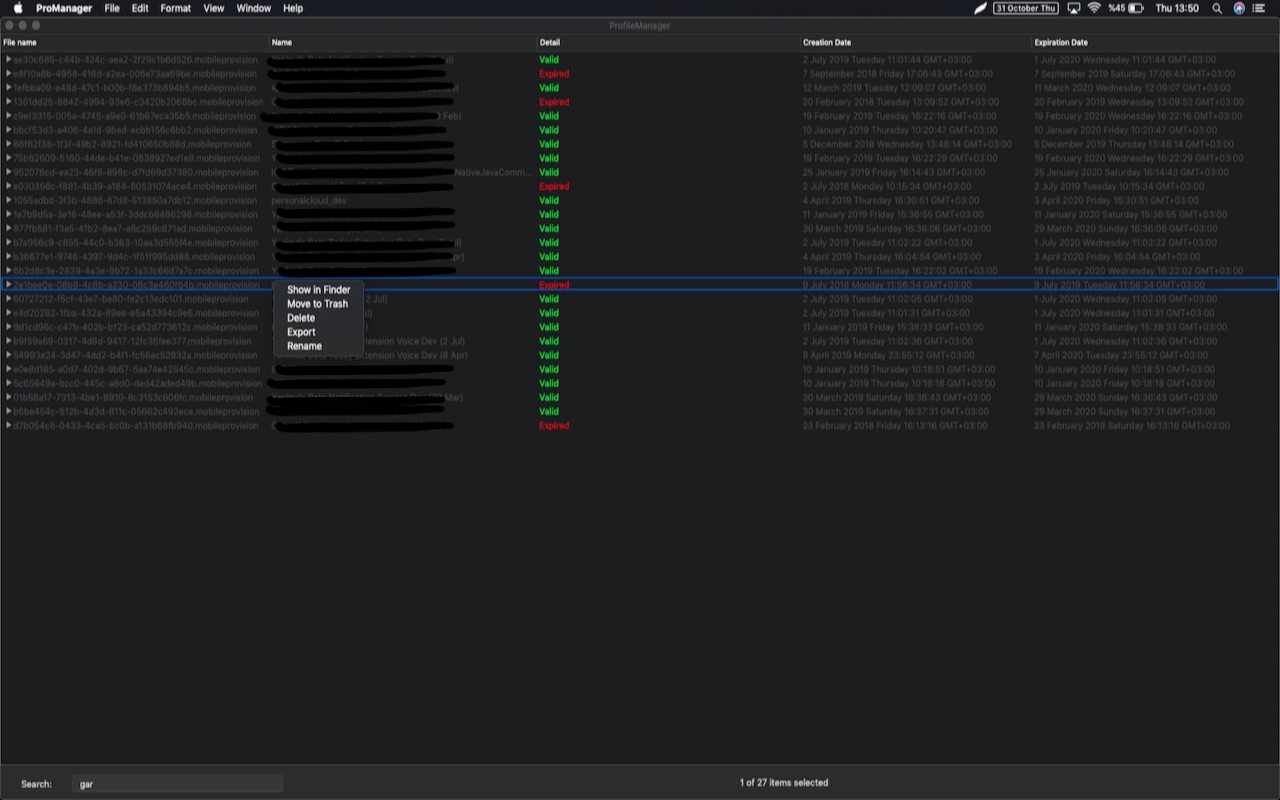 ProManager File Edit Format View Window Help 31 October Thu %45 Thu 13:50
ProfileManager
File name Name Detail Creation Date Expiration Date
ae30c685-c44b-424c-aea2-2f29c1b6d526.mobileprovision Valid 2 July 2019 Tuesday 11:01:44 GMT+03:00 1 July 2020 Wednesday 11:01:44 GMT+03:00
e8f10a6b-4958-416d-a2ea-005e73aa69be.mobileprovision Expired 7 September 2018 Friday 17:06:43 GMT+03:00 7 September 2019 Saturday 17:06:43 GMT+03:00
1efbba09-e48d-47c1-b00b-f6e373b894b5.mobileprovision Valid 12 March 2019 Tuesday 12:09:07 GMT+03:00 11 March 2020 Wednesday 12:09:07 GMT+03:00
1361dd25-8842-4994-93e6-c3420b2068bc.mobileprovision Expired 20 February 2018 Tuesday 13:09:52 GMT+03:00 20 February 2019 Wednesday 13:09:52 GMT+03:00
c9ef3315-005a-4745-a9e0-61b67eca35b5.mobileprovision Feb) Valid 19 February 2019 Tuesday 16:22:16 GMT+03:00 19 February 2020 Wednesday 16:22:16 GMT+03:00
bbcf53d3-a406-4a1d-9bed-ecbb156c6bb2.mobileprovision Valid 10 January 2019 Thursday 10:20:47 GMT+03:00 10 January 2020 Friday 10:20:47 GMT+03:00
66f62f38-1f3f-49b2-8921-fd410650b88d.mobileprovision Valid 5 December 2018 Wednesday 13:48:14 GMT+03:00 5 December 2019 Thursday 13:48:14 GMT+03:00
75b62609-5160-44de-b41e-0838927ed1e8.mobileprovision Valid 19 February 2019 Tuesday 16:22:29 GMT+03:00 19 February 2020 Wednesday 16:22:29 GMT+03:00
952078cd-ea23-46f8-898c-d7fd69d37380.mobileprovision NativeJavaComm... Valid 25 January 2019 Friday 16:14:43 GMT+03:00 25 January 2020 Saturday 16:14:43 GMT+03:00
e030356c-f881-4b39-a184-80531074ace4.mobileprovision Expired 2 July 2018 Monday 10:15:34 GMT+03:00 2 July 2019 Tuesday 10:15:34 GMT+03:00
1055adbd-3f3b-4886-87d8-513850a7db12.mobileprovision personalcloud_dev Valid 4 April 2019 Thursday 16:30:51 GMT+03:00 3 April 2020 Friday 16:30:51 GMT+03:00
1e7b9d5a-3e16-48ee-a53f-3ddcb6486298.mobileprovision Valid 11 January 2019 Friday 15:36:55 GMT+03:00 11 January 2020 Saturday 15:36:55 GMT+03:00
877fb581-f3a5-41b2-8ea7-a6c259c671ad.mobileprovision Valid 30 March 2019 Saturday 16:36:06 GMT+03:00 29 March 2020 Sunday 16:36:06 GMT+03:00
b7a956c9-c855-44c0-b363-10aa3d555f4e.mobileprovision Valid 2 July 2019 Tuesday 11:02:22 GMT+03:00 1 July 2020 Wednesday 11:02:22 GMT+03:00
b36677e1-9746-4397-9d4c-1f51f995dd88.mobileprovision Valid 4 April 2019 Thursday 16:04:54 GMT+03:00 3 April 2020 Friday 16:04:54 GMT+03:00
6b2d8c3e-2839-4a3e-9b72-1a33c66d7a7c.mobileprovision Valid 19 February 2019 Tuesday 16:22:02 GMT+03:00 19 February 2020 Wednesday 16:22:02 GMT+03:00
2e1bee0e-08b8-4c8b-a230-06c3e460f64b.mobileprovision Expired 9 July 2018 Monday 11:56:34 GMT+03:00 9 July 2019 Tuesday 11:56:34 GMT+03:00
Show in Finder
60727212-f5cf-43e7-be80-fe2c13edc101.mobileprovision 2 Jul) Valid 2 July 2019 Tuesday 11:02:05 GMT+03:00 1 July 2020 Wednesday 11:02:05 GMT+03:00
Move to Trash
e4d20282-1fba-432a-89ee-e5a43394c9e6.mobileprovision Valid 2 July 2019 Tuesday 11:01:31 GMT+03:00 1 July 2020 Wednesday 11:01:31 GMT+03:00
Delete
9d1cd96c-c47b-402b-b123-ca52d773612c.mobileprovision Valid 11 January 2019 Friday 15:38:33 GMT+03:00 11 January 2020 Saturday 15:38:33 GMT+03:00
Export
b9f59a69-0317-4d8d-9417-12fc36fee377.mobileprovision tension Voice Dev (2 Jul) Valid 2 July 2019 Tuesday 11:02:36 GMT+03:00 1 July 2020 Wednesday 11:02:36 GMT+03:00
Rename
54993e24-3d47-4dd2-b4f1-fc56ac52932a.mobileprovision tension Voice Dev (8 Apr) Valid 8 April 2019 Monday 23:55:12 GMT+03:00 7 April 2020 Tuesday 23:55:12 GMT+03:00
e0e8d165-a0d7-402d-9b67-5aa74e42545c.mobileprovision Valid 10 January 2019 Thursday 10:18:51 GMT+03:00 10 January 2020 Friday 10:18:51 GMT+03:00
5c65649a-bcc0-445c-a8d0-ded42aded49b.mobileprovision Valid 10 January 2019 Thursday 10:18:18 GMT+03:00 10 January 2020 Friday 10:18:18 GMT+03:00
01b58a17-7313-4be1-8910-8c3153c606fc.mobileprovision Mar) Valid 30 March 2019 Saturday 16:36:43 GMT+03:00 29 March 2020 Sunday 16:36:43 GMT+03:00
b6be454c-512b-4d3d-811c-05662c492ece.mobileprovision Valid 30 March 2019 Saturday 16:37:31 GMT+03:00 29 March 2020 Sunday 16:37:31 GMT+03:00
d7b054c6-0433-4ca5-bc0b-a131b68fb940.mobileprovision Expired 23 February 2018 Friday 16:13:16 GMT+03:00 23 February 2019 Saturday 16:13:16 GMT+03:00
Search: gar 1 of 27 items selected